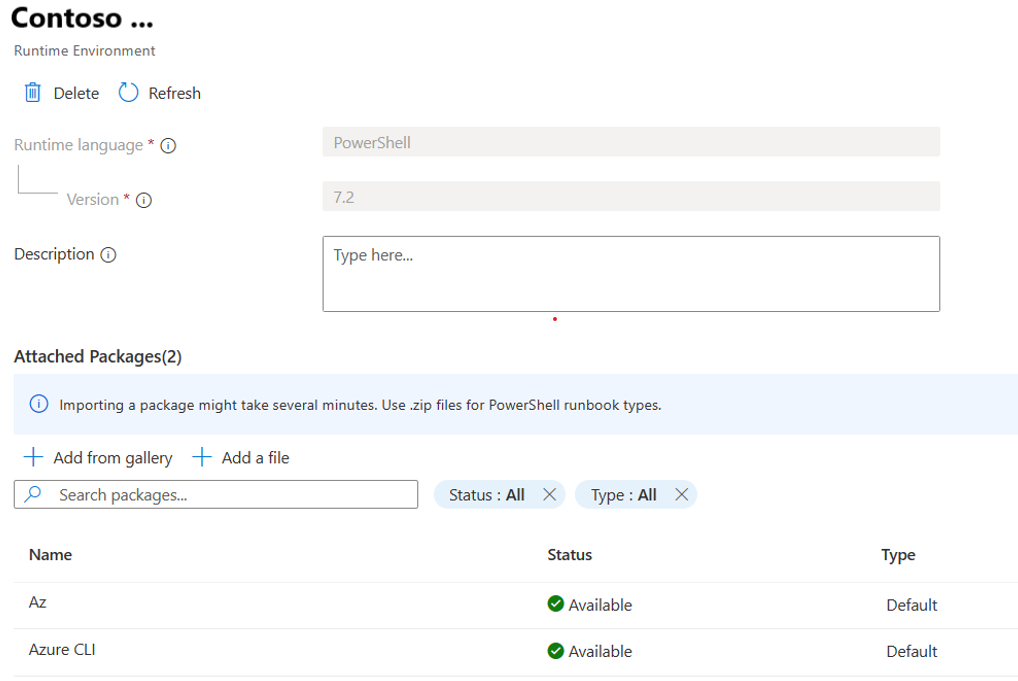 Contoso ...
Runtime Environment
Delete Refresh
Runtime language * PowerShell
Version * 7.2
Description Type here...
Attached Packages(2)
Importing a package might take several minutes. Use .zip files for PowerShell runbook types.
Add from gallery Add a file
Search packages... Status : All Type : All
Name Status Type
Az Available Default
Azure CLI Available Default